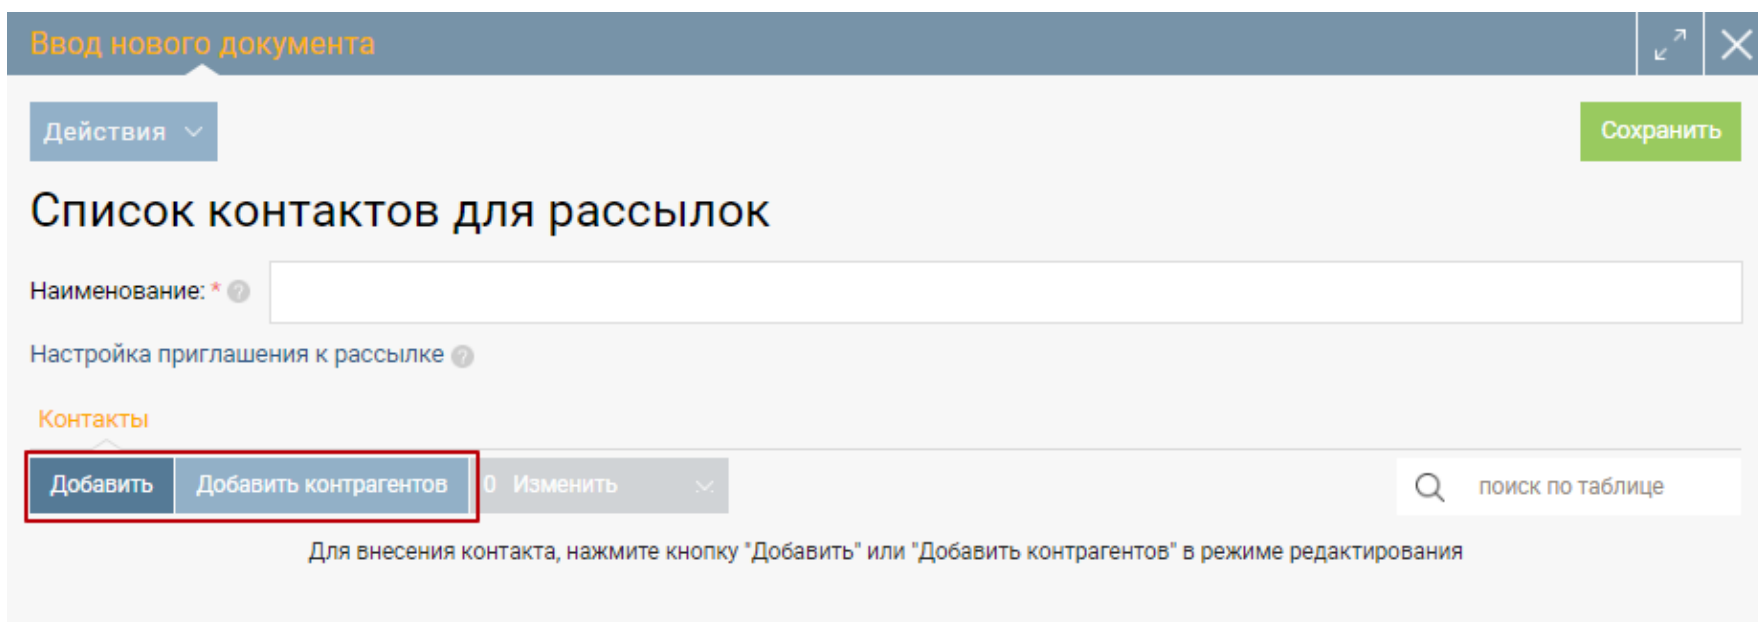 Ввод нового документа
Действия
Сохранить
Список контактов для рассылок
Наименование: * ?
Настройка приглашения к рассылке ?
Контакты
Добавить Добавить контрагентов 0 Изменить поиск по таблице
Для внесения контакта, нажмите кнопку "Добавить" или "Добавить контрагентов" в режиме редактирования